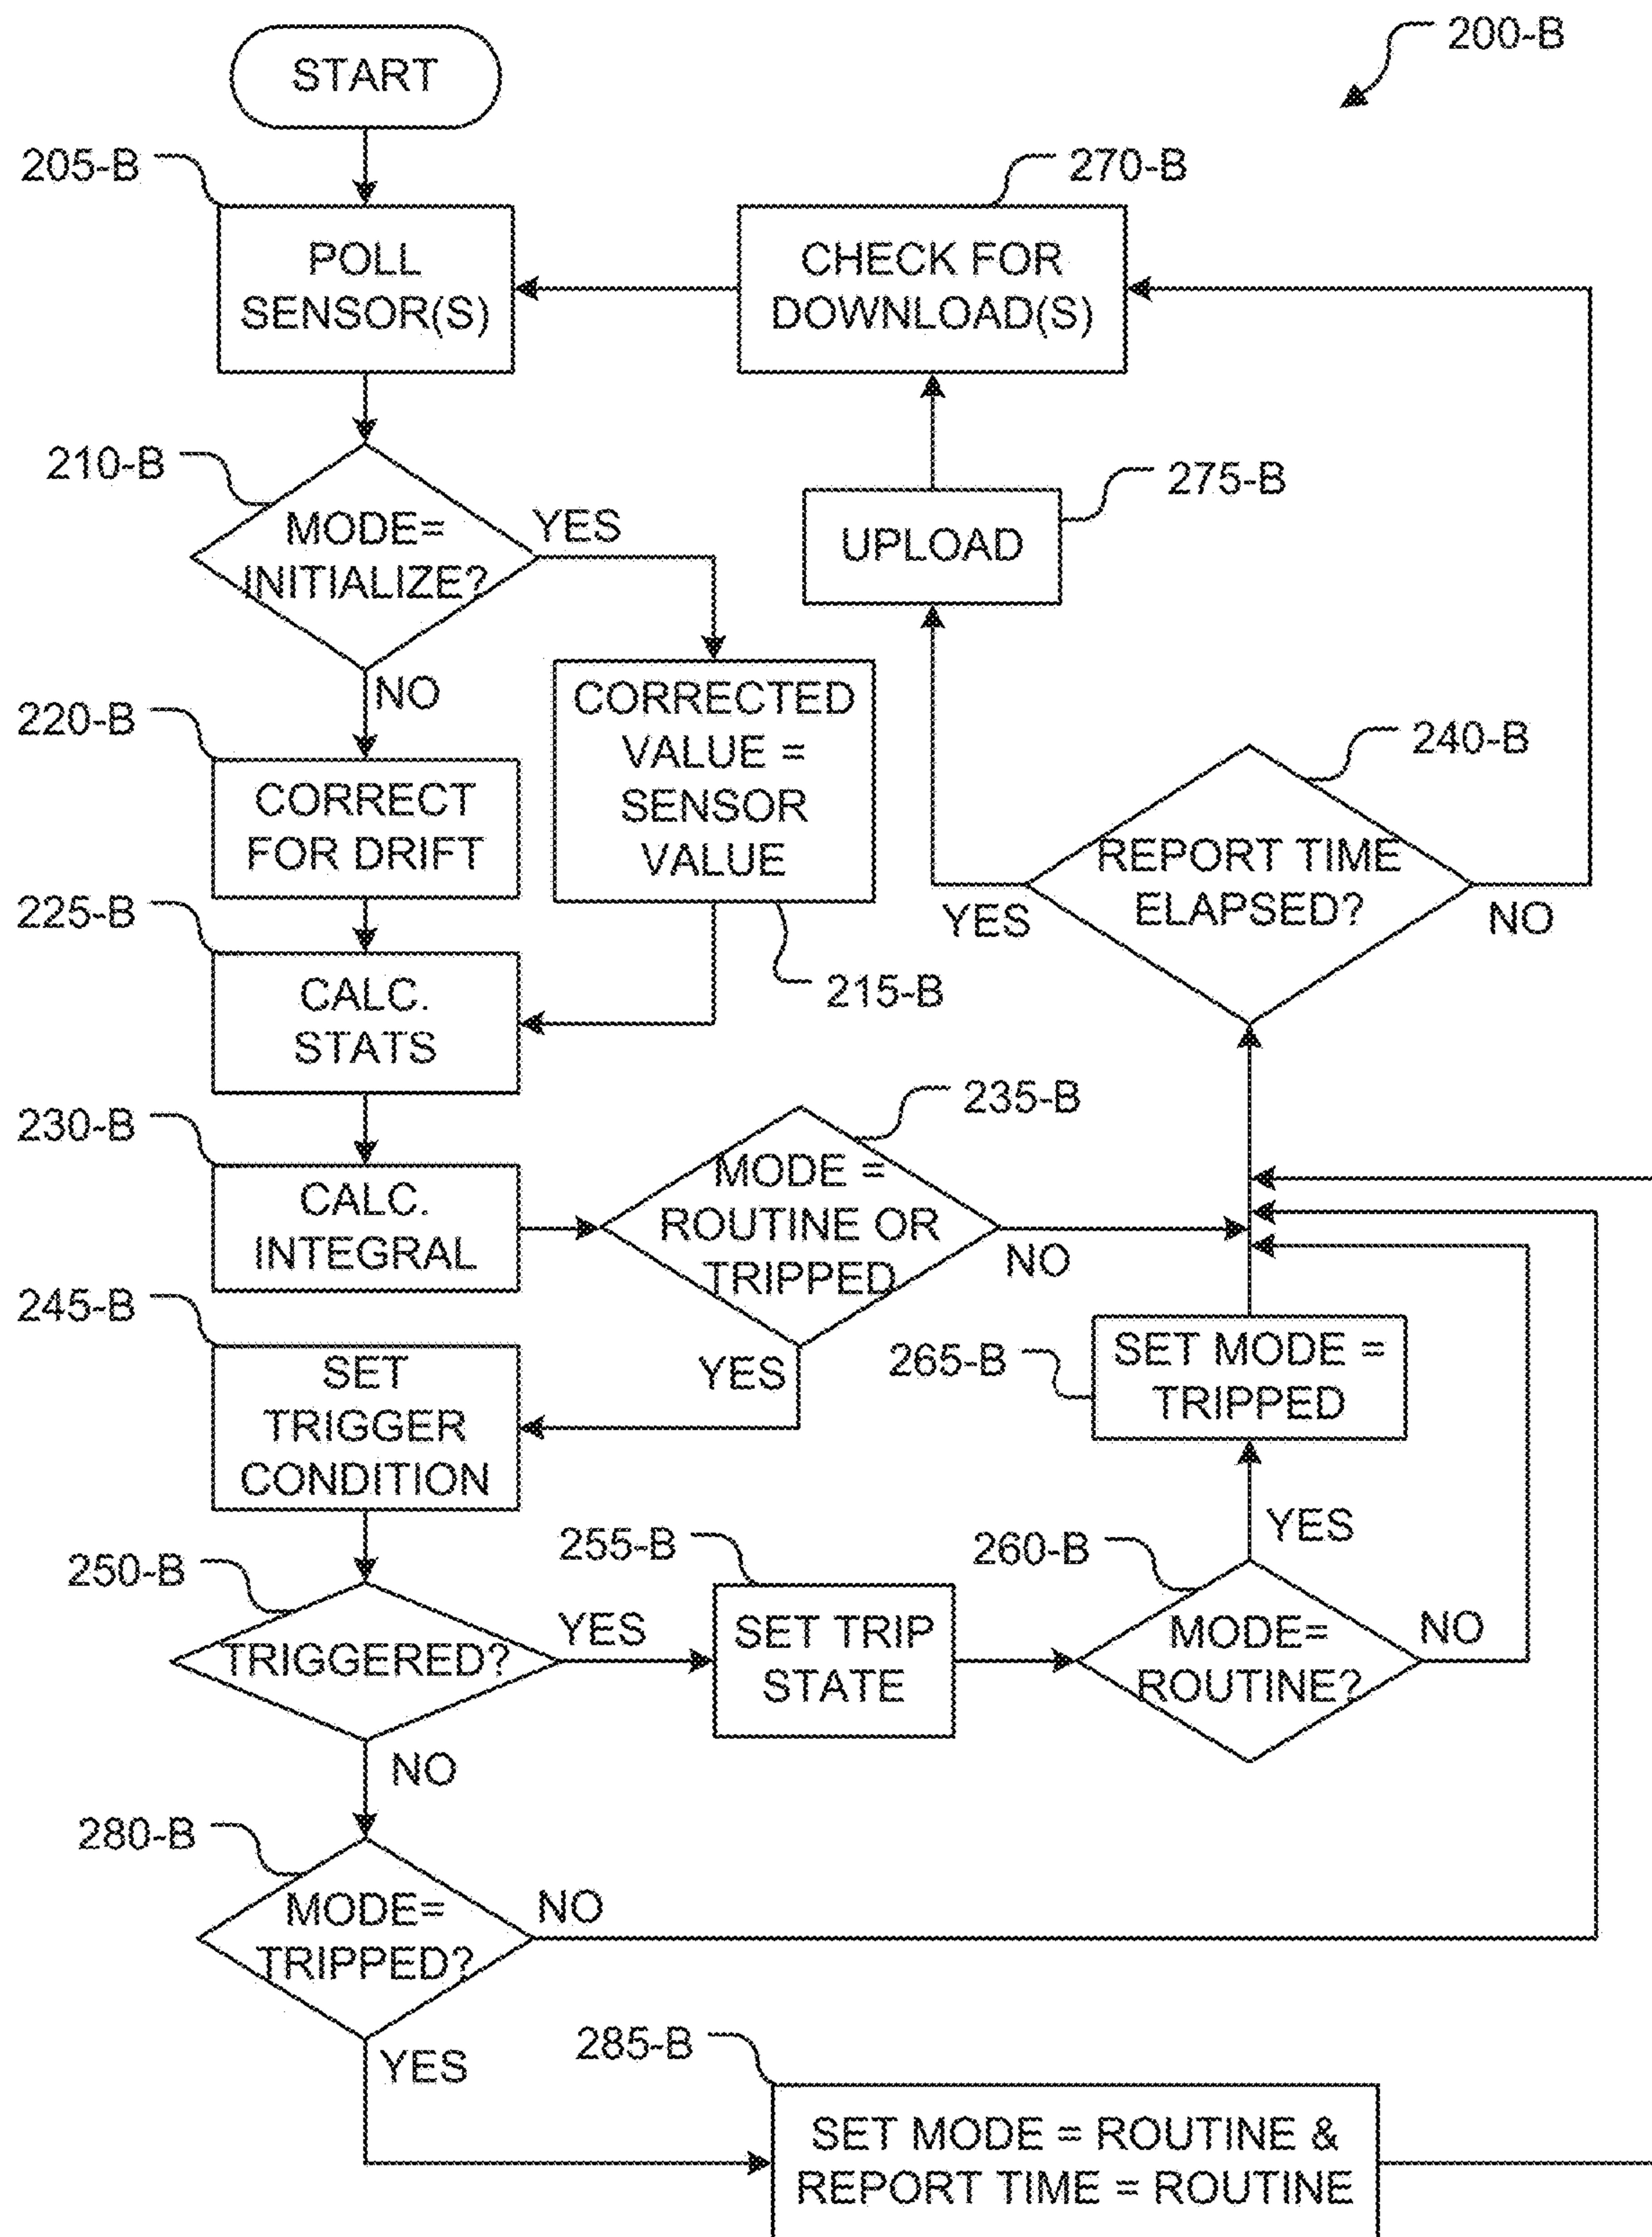 200-B
START
205-B
270-B
POLL
SENSOR(S)
CHECK FOR
DOWNLOAD(S)
210-B
MODE=
INITIALIZE?
YES
275-B
UPLOAD
NO
220-B
CORRECT
FOR DRIFT
CORRECTED
VALUE =
SENSOR
VALUE
215-B
240-B
REPORT TIME
ELAPSED?
YES
NO
225-B
CALC.
STATS
230-B
CALC.
INTEGRAL
235-B
MODE =
ROUTINE OR
TRIPPED
NO
YES
245-B
SET
TRIGGER
CONDITION
265-B
SET MODE =
TRIPPED
YES
250-B
TRIGGERED?
YES
255-B
SET TRIP
STATE
260-B
MODE=
ROUTINE?
NO
NO
280-B
MODE=
TRIPPED?
NO
YES
285-B
SET MODE = ROUTINE &
REPORT TIME = ROUTINE